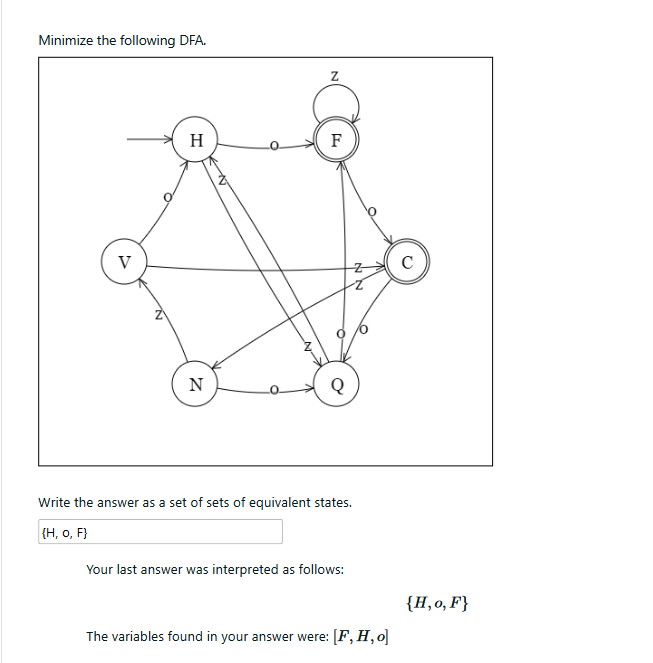 Minimize the following DFA.
Z
H
o
F
Z
o
o
V
Z
C
Z
Z
o
o
Z
N
o
Q
Write the answer as a set of sets of equivalent states.
{H, o, F}
Your last answer was interpreted as follows:
{H, o, F}
The variables found in your answer were: [F, H, o]